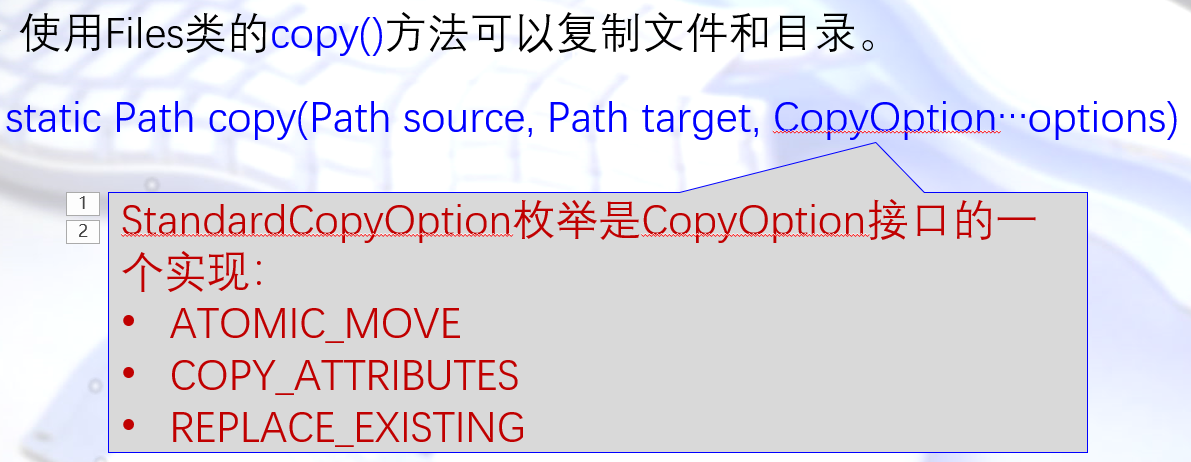 使用Files类的copy()方法可以复制文件和目录。
static Path copy(Path source, Path target, CopyOption…options)
1
2
StandardCopyOption枚举是CopyOption接口的一
个实现：
• ATOMIC_MOVE
• COPY_ATTRIBUTES
• REPLACE_EXISTING